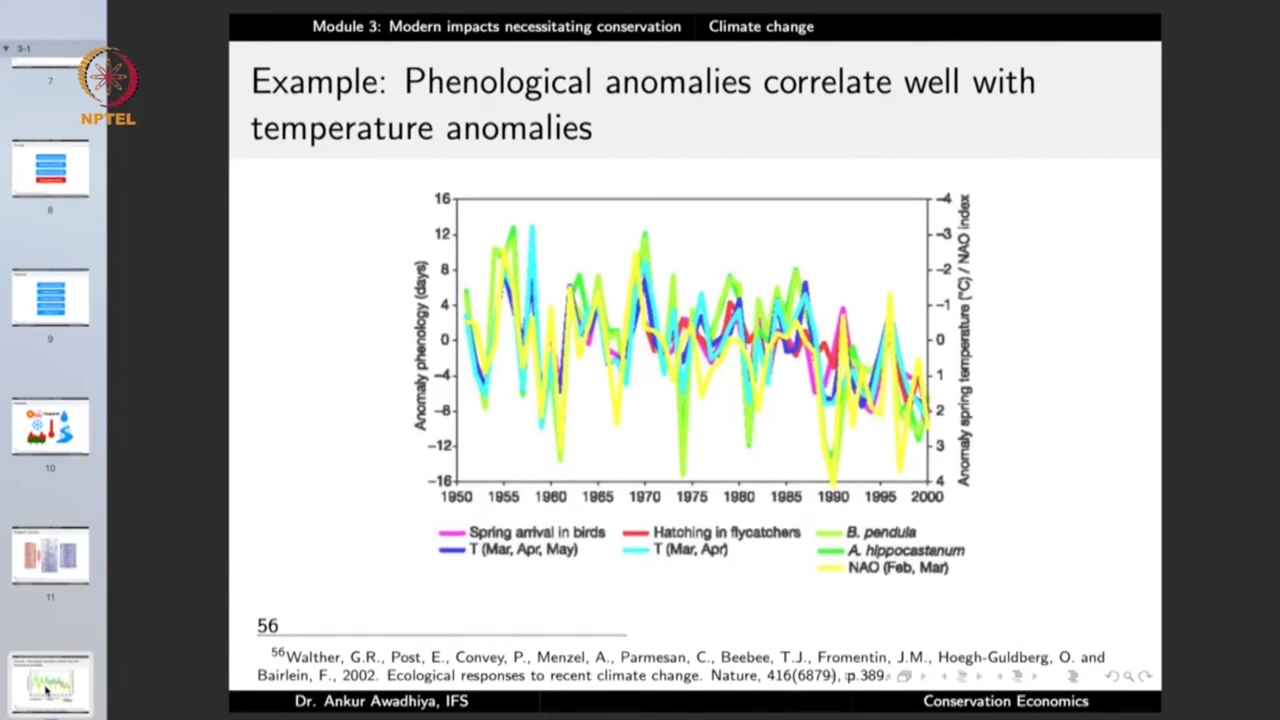 Module 3: Modern impacts necessitating conservation Climate change
3-1
7
NPTEL
8
9
10
11
Example: Phenological anomalies correlate well with
temperature anomalies
Anomaly phenology (days)
16
12
8
4
0
−4
−8
−12
−16
−4
−3
−2
−1
0
1
2
3
4
Anomaly spring temperature (°C) / NAO index
1950 1955 1960 1965 1970 1975 1980 1985 1990 1995 2000
Spring arrival in birds Hatching in flycatchers B. pendula
T (Mar, Apr, May) T (Mar, Apr) A. hippocastanum
NAO (Feb, Mar)
56
56Walther, G.R., Post, E., Convey, P., Menzel, A., Parmesan, C., Beebee, T.J., Fromentin, J.M., Hoegh-Guldberg, O. and
Bairlein, F., 2002. Ecological responses to recent climate change. Nature, 416(6879), p.389.
Dr. Ankur Awadhiya, IFS Conservation Economics